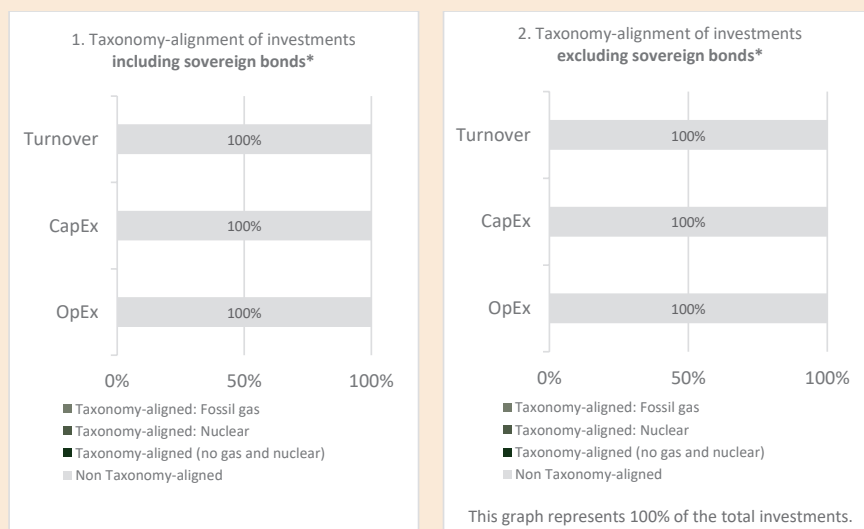 1. Taxonomy-alignment of investments
including sovereign bonds*
Turnover
100%
CapEx
100%
OpEx
100%
0%
50%
100%
Taxonomy-aligned: Fossil gas
Taxonomy-aligned: Nuclear
Taxonomy-aligned (no gas and nuclear)
Non Taxonomy-aligned
2. Taxonomy-alignment of investments
excluding sovereign bonds*
Turnover
100%
CapEx
100%
OpEx
100%
0%
50%
100%
Taxonomy-aligned: Fossil gas
Taxonomy-aligned: Nuclear
Taxonomy-aligned (no gas and nuclear)
Non Taxonomy-aligned
This graph represents 100% of the total investments.